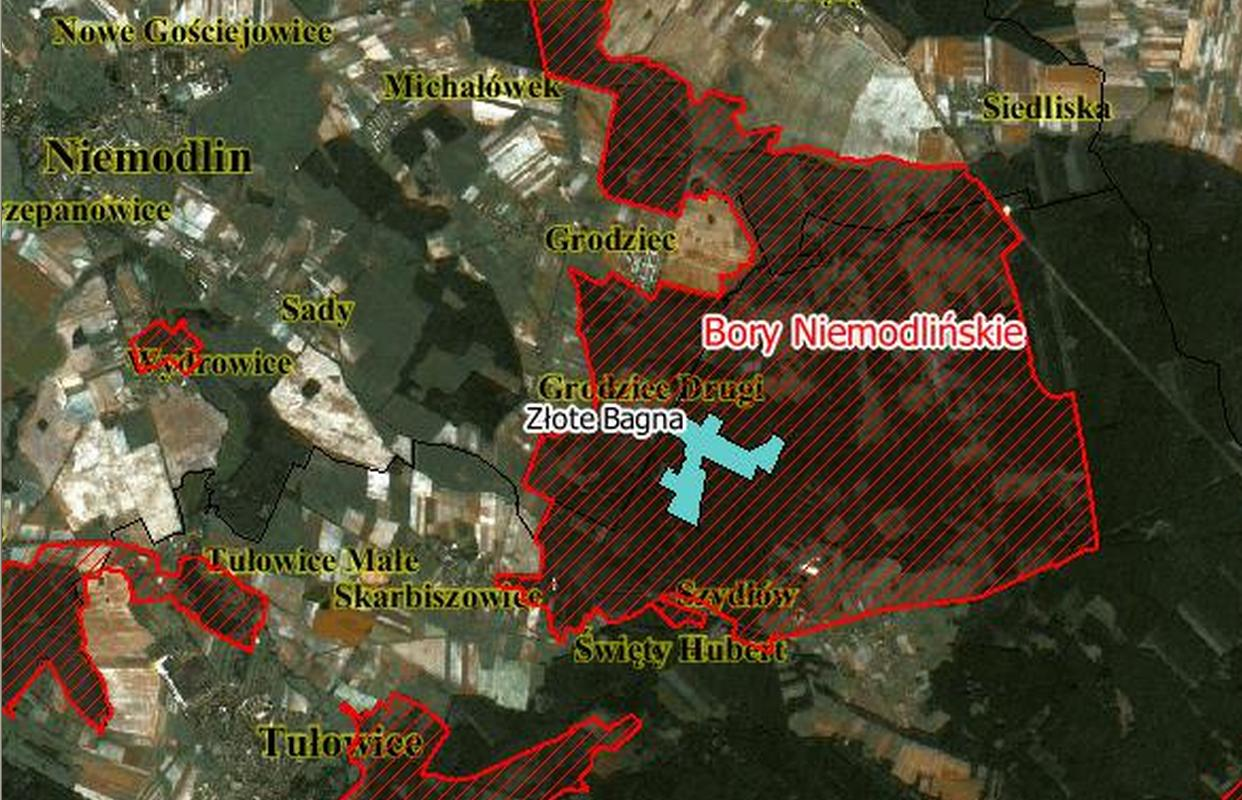 Nowe Gościejowice
Michałówek
Siedliska
Niemodlin
zepanowice
Grodziec
Sady
Bory Niemodlińskie
Wydrowice
Grodziec Drugi
Złote Bagna
Tułowice Małe
Skarbiszowice
Szydłów
Święty Hubert
Tułowice